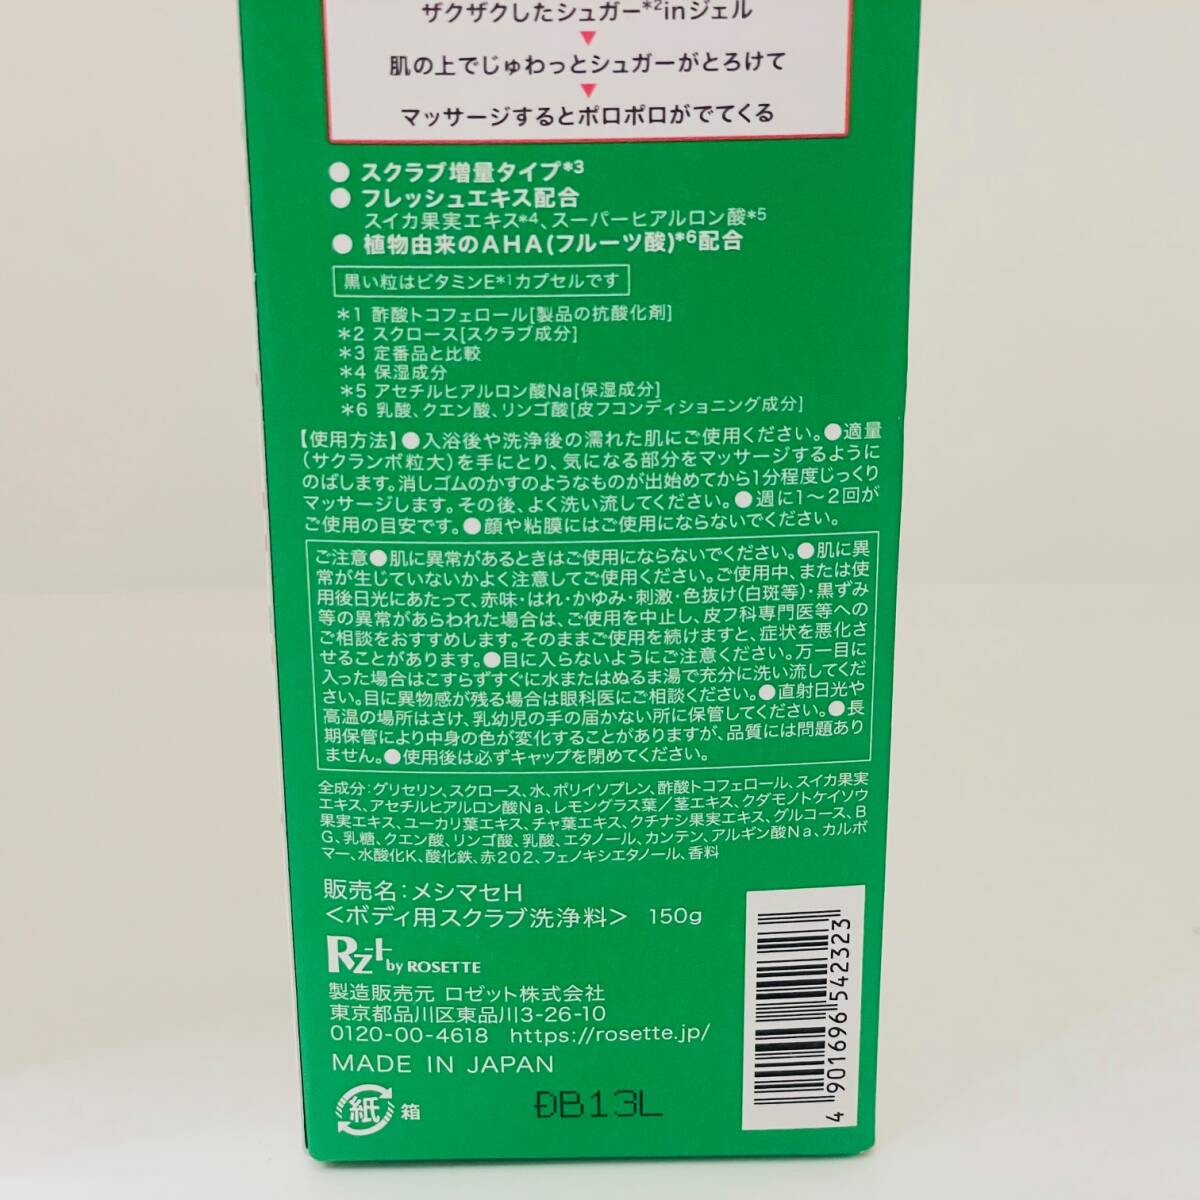 ザクザクしたシュガー*2inジェル
▼
肌の上でじゅわっとシュガーがとろけて
▼
マッサージするとポロポロがでてくる
● スクラブ増量タイプ*3
● フレッシュエキス配合
スイカ果実エキス*4、スーパーヒアルロン酸*5
● 植物由来のAHA(フルーツ酸)*6配合
黒い粒はビタミンE*1カプセルです
*1 酢酸トコフェロール[製品の抗酸化剤]
*2 スクロース[スクラブ成分]
*3 定番品と比較
*4 保湿成分
*5 アセチルヒアルロン酸Na[保湿成分]
*6 乳酸、クエン酸、リンゴ酸[皮フコンディショニング成分]
【使用方法】●入浴後や洗浄後の濡れた肌にご使用ください。●適量
(サクランボ粒大)を手にとり、気になる部分をマッサージするように
のばします。消しゴムのかすのようなものが出始めてから1分程度じっくり
マッサージします。その後、よく洗い流してください。●週に1～2回が
ご使用の目安です。●顔や粘膜にはご使用にならないでください。
ご注意●肌に異常があるときはご使用にならないでください。●肌に異
常が生じていないかよく注意してご使用ください。ご使用中、または使
用後日光にあたって、赤味・はれ・かゆみ・刺激・色抜け(白斑等)・黒ずみ
等の異常があらわれた場合は、ご使用を中止し、皮フ科専門医等への
ご相談をおすすめします。そのままご使用を続けますと、症状を悪化さ
せることがあります。●目に入らないようにご注意ください。万一目に
入った場合はこすらずすぐに水またはぬるま湯で充分に洗い流してくだ
さい。目に異物感が残る場合は眼科医にご相談ください。●直射日光や
高温の場所はさけ、乳幼児の手の届かない所に保管してください。●長
期保管により中身の色が変化することがありますが、品質には問題あり
ません。●使用後は必ずキャップを閉めてください。
全成分:グリセリン、スクロース、水、ポリイソプレン、酢酸トコフェロール、スイカ果実
エキス、アセチルヒアルロン酸Na、レモングラス葉/茎エキス、クダモノトケイソウ
果実エキス、ユーカリ葉エキス、チャ葉エキス、クチナシ果実エキス、グルコース、B
G、乳糖、クエン酸、リンゴ酸、乳酸、エタノール、カンテン、アルギン酸Na、カルボ
マー、水酸化K、酸化鉄、赤202、フェノキシエタノール、香料
販売名:メシマセH
＜ボディ用スクラブ洗浄料＞ 150g
Rz+ by ROSETTE
製造販売元 ロゼット株式会社
東京都品川区東品川3-26-10
0120-00-4618 https://rosette.jp/
MADE IN JAPAN
紙 箱
DB13L
4 901696 542323